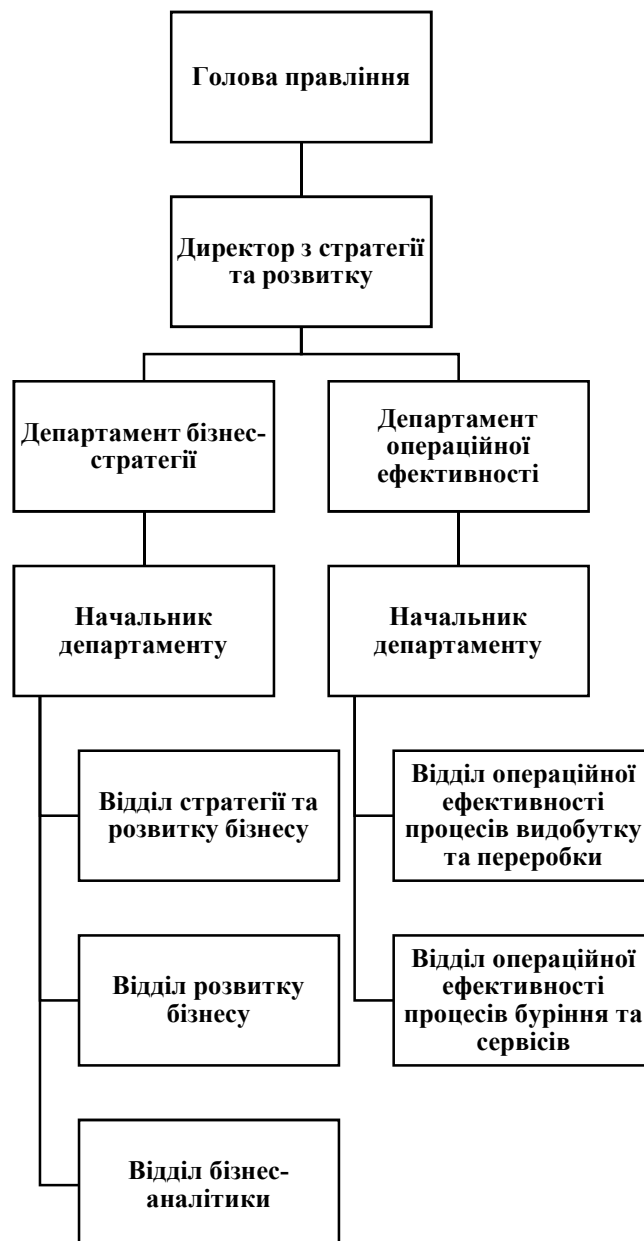 Голова правління
Директор з стратегії
та розвитку
Департамент бізнес-
стратегії
Департамент
операційної
ефективності
Начальник
департаменту
Начальник
департаменту
Відділ стратегії та
розвитку бізнесу
Відділ операційної
ефективності
процесів видобутку
та переробки
Відділ розвитку
бізнесу
Відділ операційної
ефективності
процесів буріння та
сервісів
Відділ бізнес-
аналітики